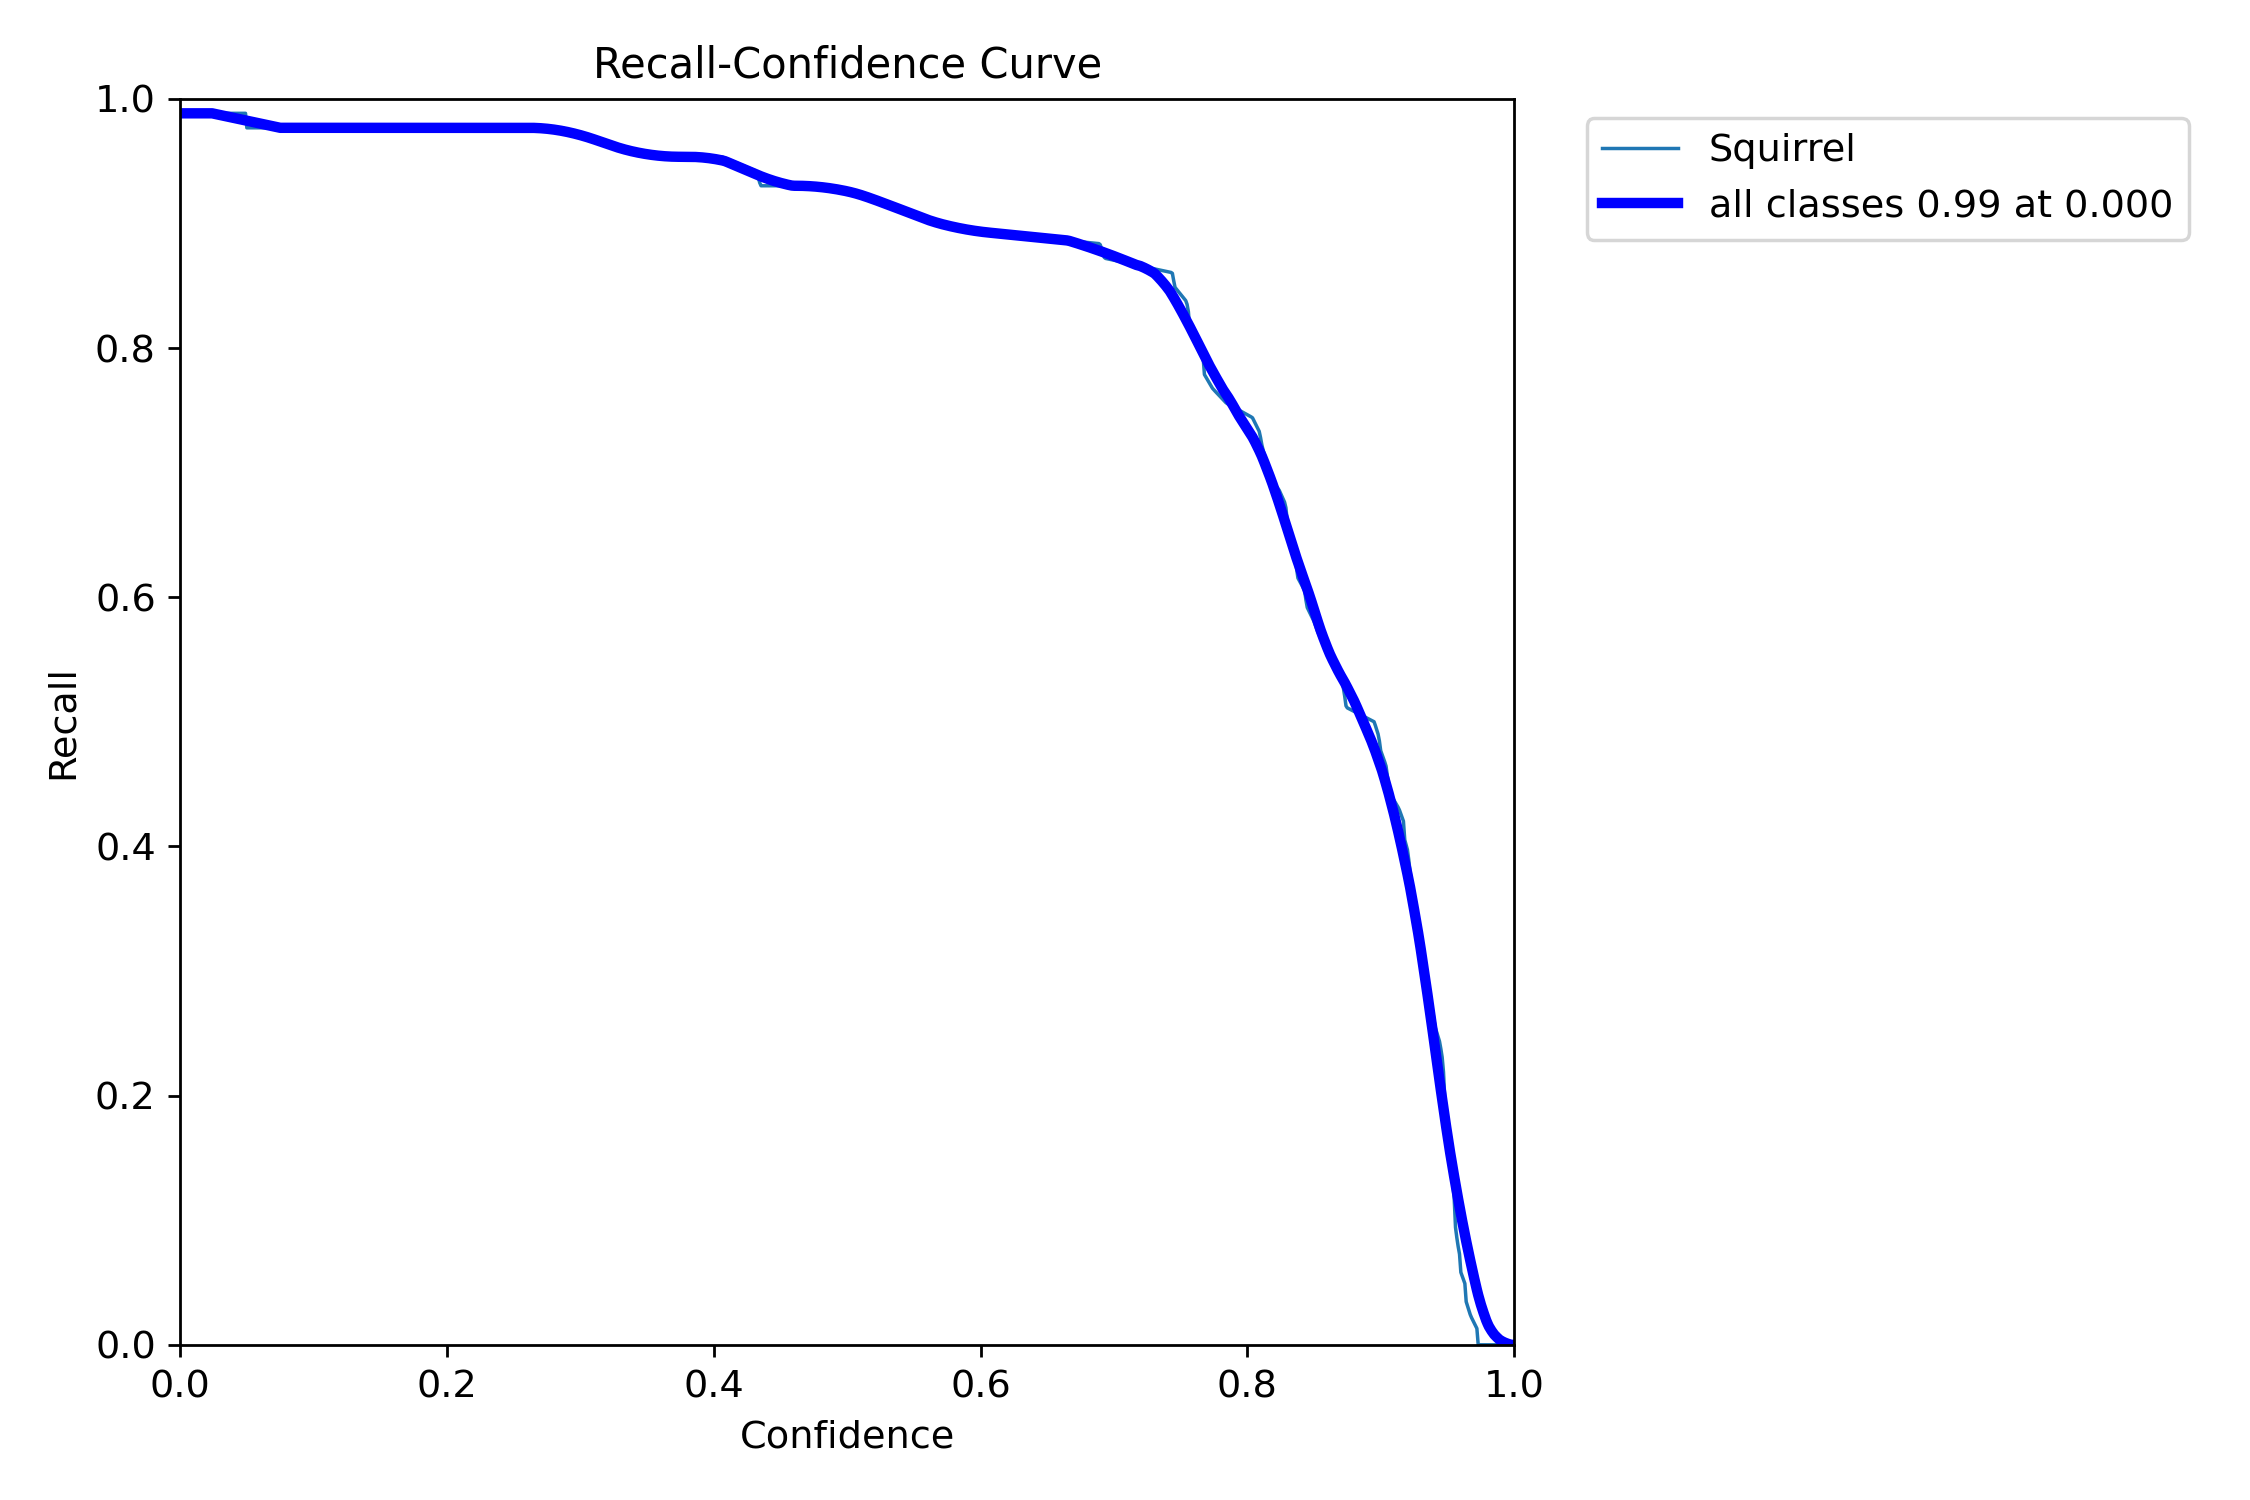 Recall-Confidence Curve
1.0
0.8
0.6
0.4
0.2
0.0
Recall
0.0 0.2 0.4 0.6 0.8 1.0
Confidence
Squirrel
all classes 0.99 at 0.000